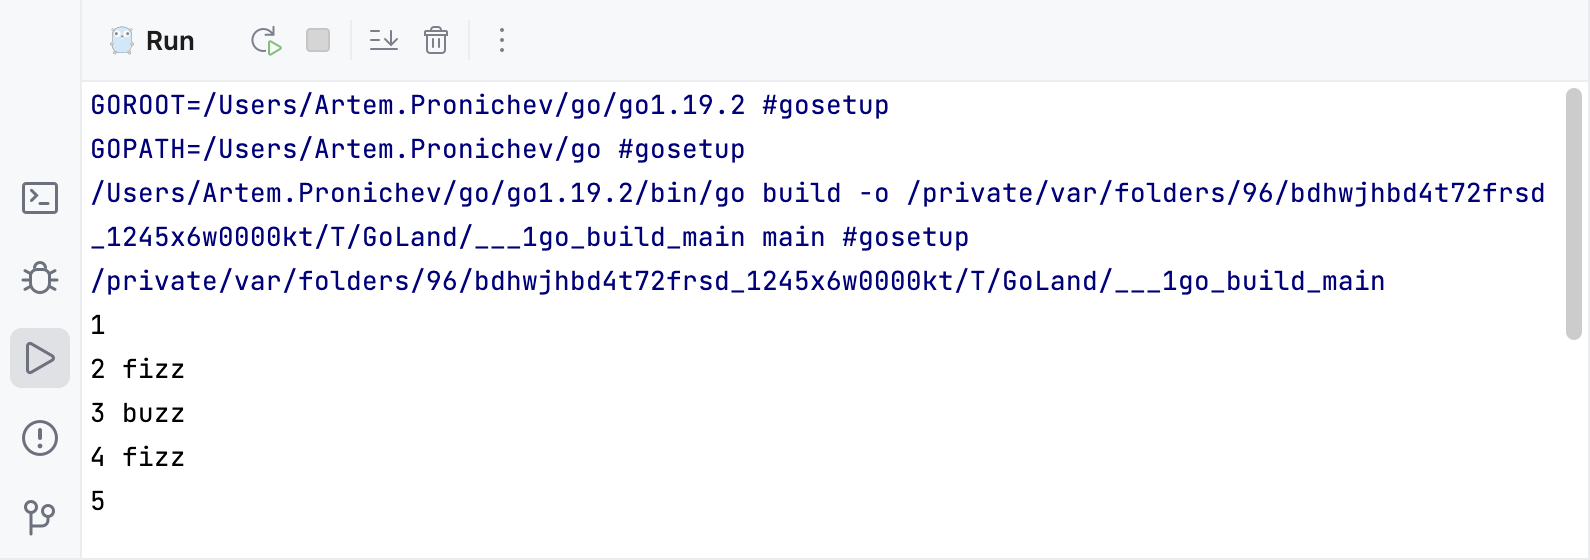 Run
GOROOT=/Users/Artem.Pronichev/go/go1.19.2 #gosetup
GOPATH=/Users/Artem.Pronichev/go #gosetup
/Users/Artem.Pronichev/go/go1.19.2/bin/go build -o /private/var/folders/96/bdhwjhbd4t72frsd
_1245x6w0000kt/T/GoLand/___1go_build_main main #gosetup
/private/var/folders/96/bdhwjhbd4t72frsd_1245x6w0000kt/T/GoLand/___1go_build_main
1
2 fizz
3 buzz
4 fizz
5